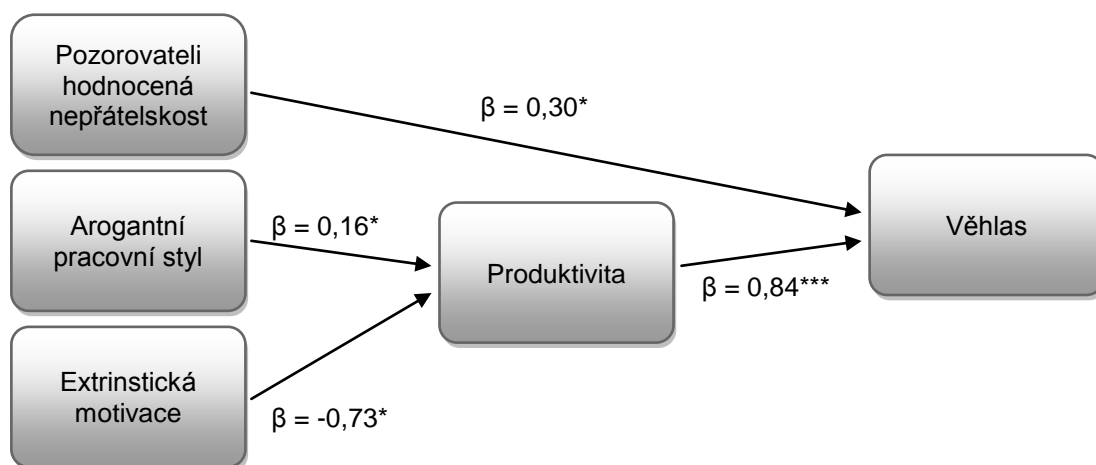 Pozorovateli
hodnocená
nepřátelskost
β = 0,30*
Arogantní
pracovní styl
β = 0,16*
Produktivita
β = 0,84***
Věhlas
Extrinstická
motivace
β = -0,73*